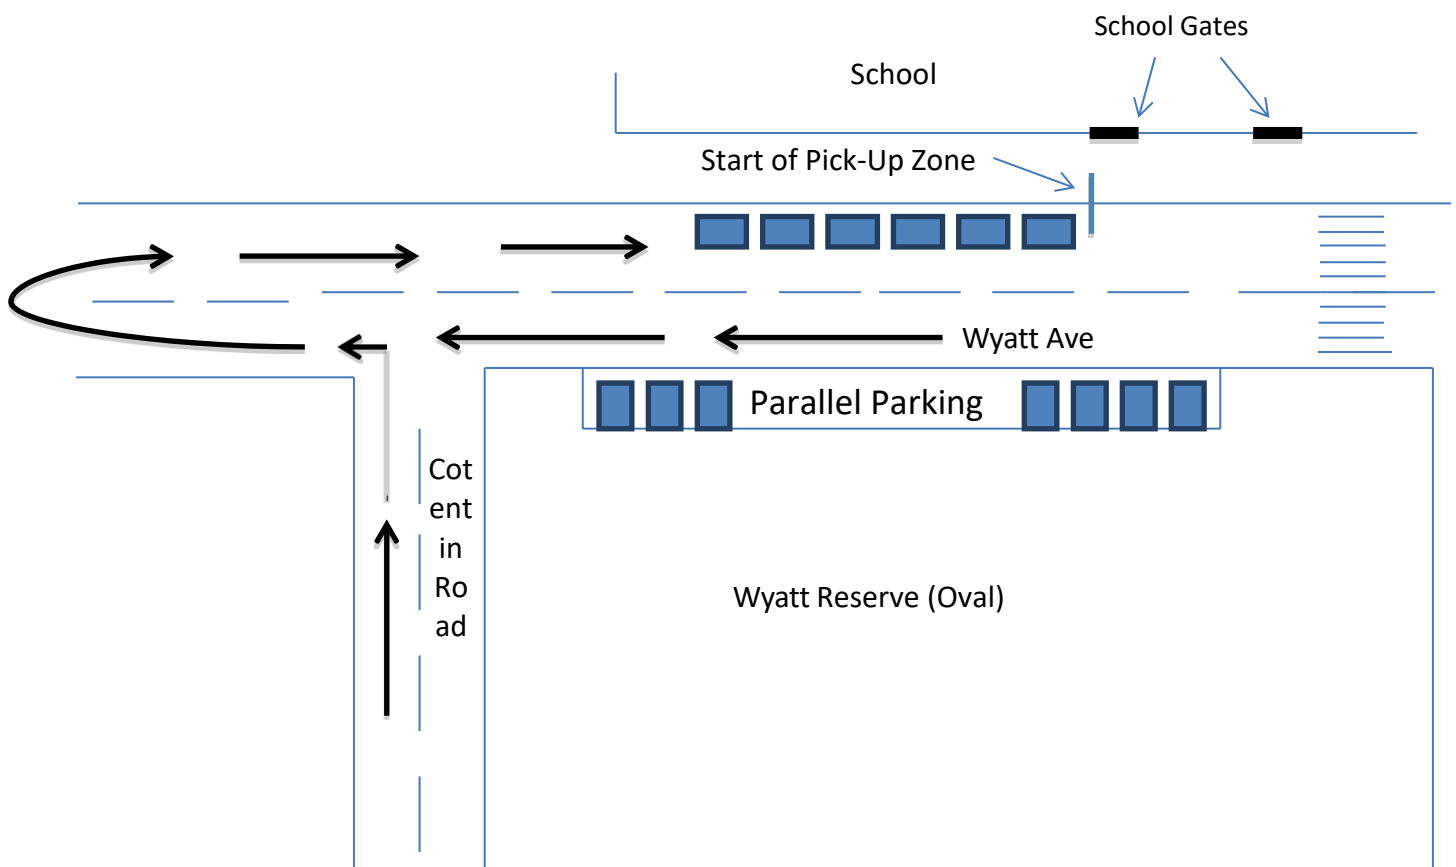 School Gates
School
Start of Pick-Up Zone
Wyatt Ave
Parallel Parking
Cot
ent
in
Ro
ad
Wyatt Reserve (Oval)